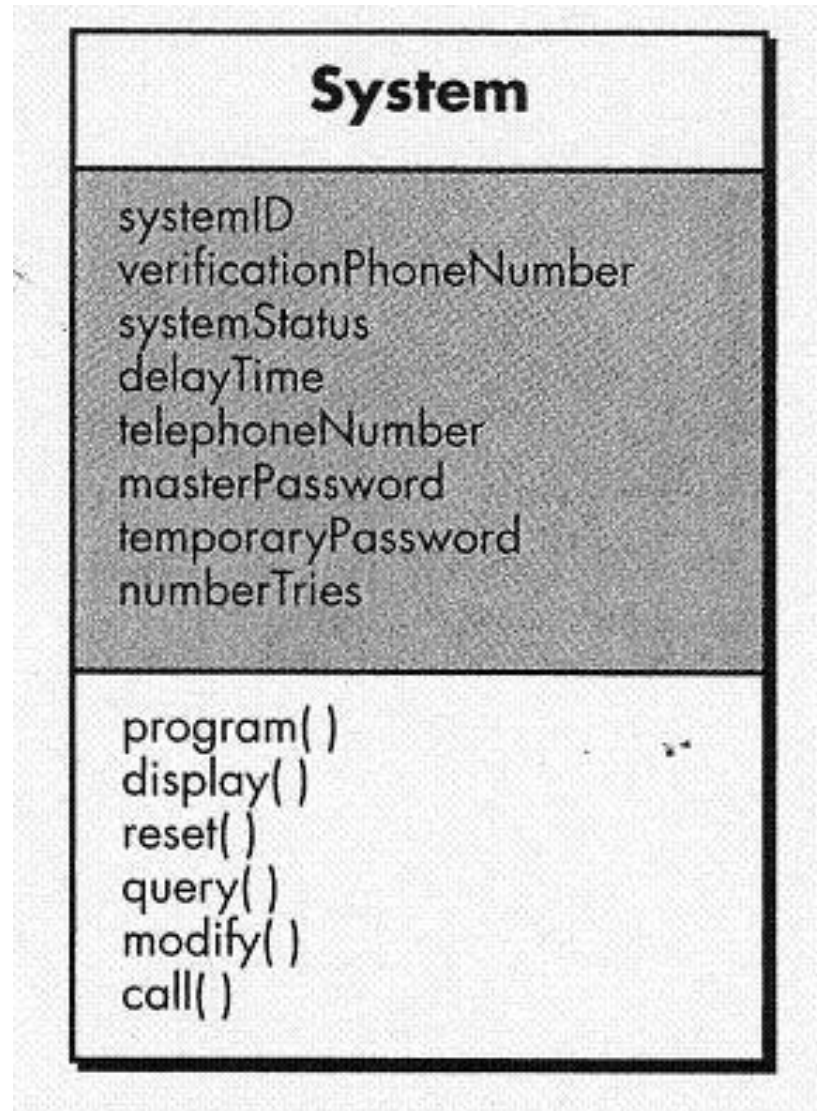 System
systemID
verificationPhoneNumber
systemStatus
delayTime
telephoneNumber
masterPassword
temporaryPassword
numberTries
program( )
display( )
reset( )
query( )
modify( )
call( )